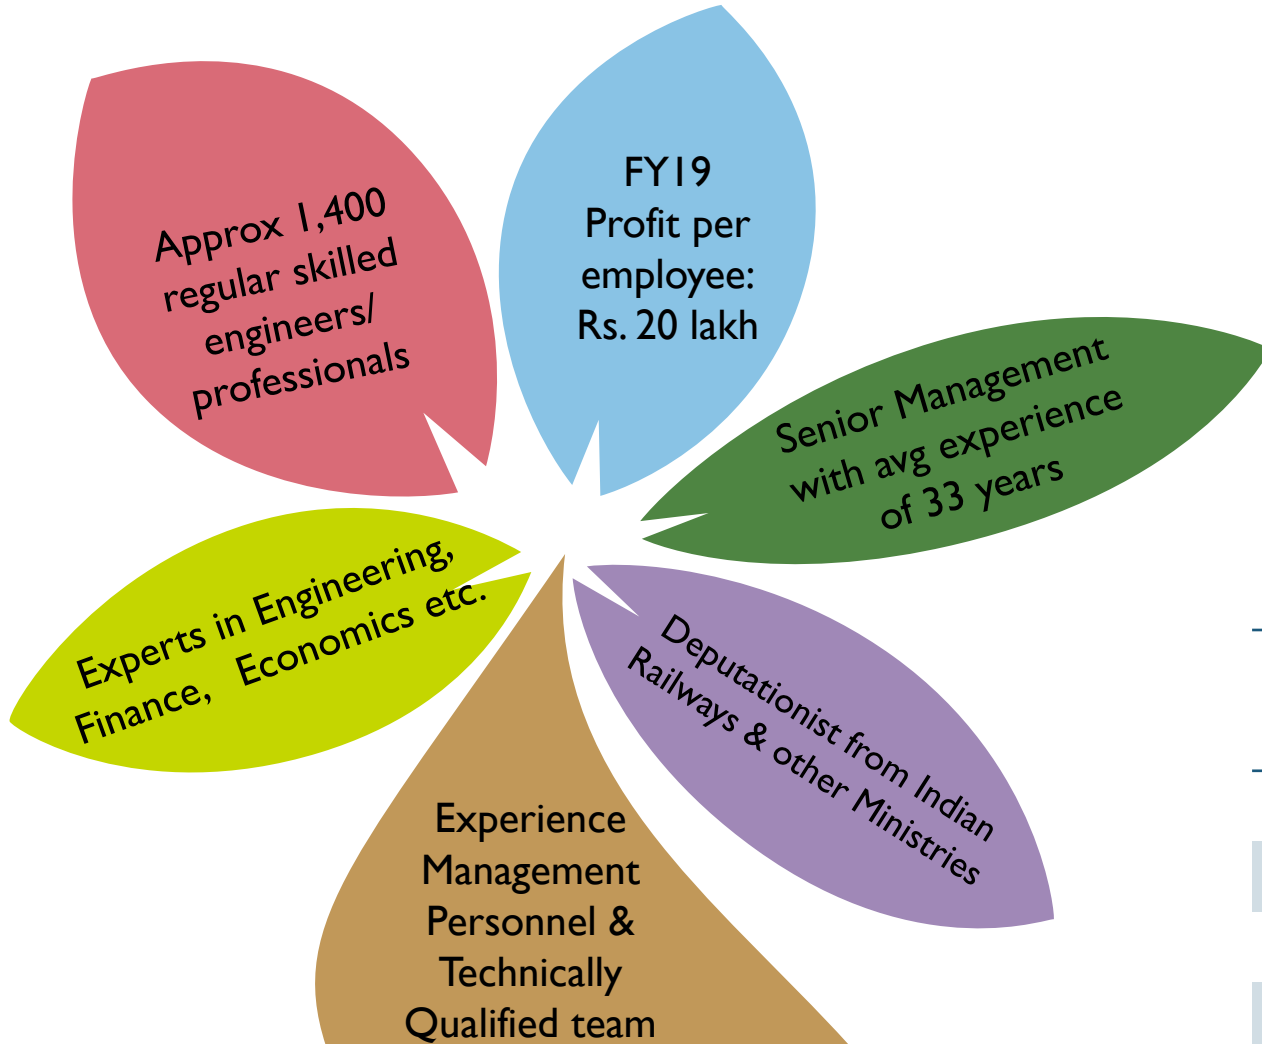 Approx 1,400
regular skilled
engineers/
professionals
FY19
Profit per
employee:
Rs. 20 lakh
Senior Management
with avg experience
of 33 years
Experts in Engineering,
Finance, Economics etc.
Deputationist from Indian
Railways & other Ministries
Experience
Management
Personnel &
Technically
Qualified team